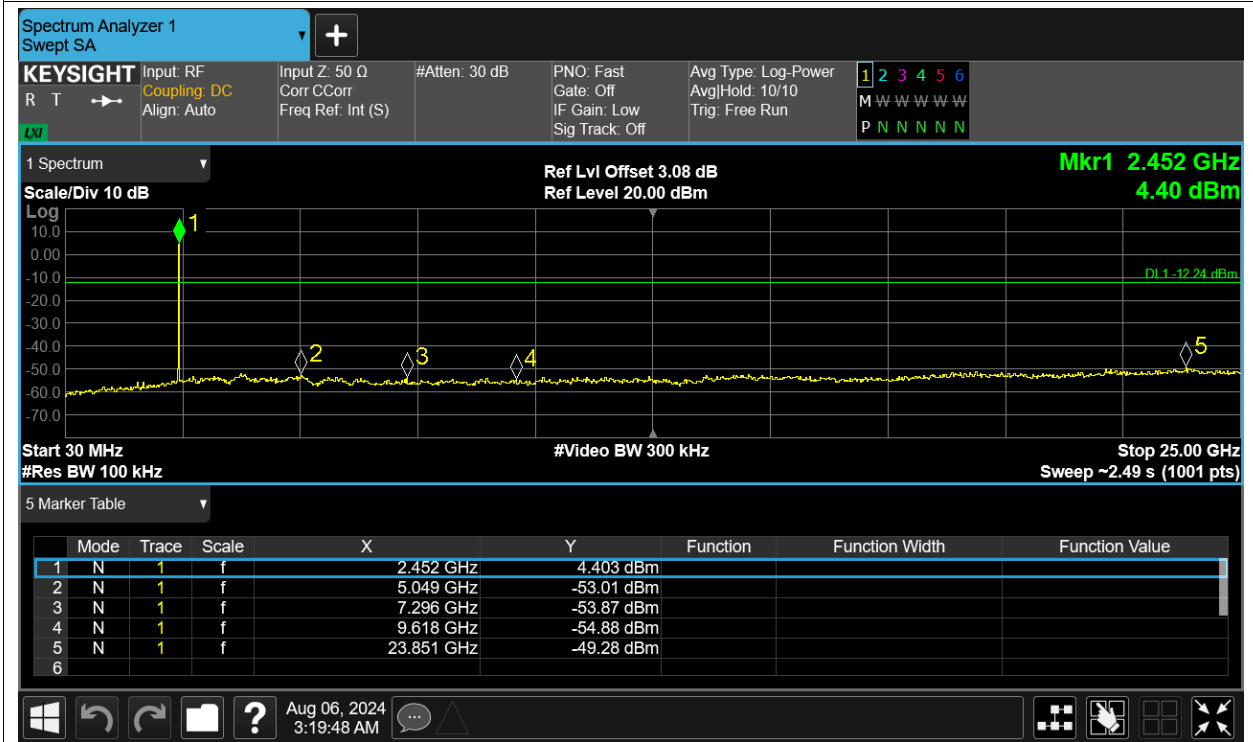 Spectrum Analyzer 1
Swept SA
+
KEYSIGHT
R T
LXI
Input: RF
Coupling: DC
Align: Auto
Input Z: 50 Ω
Corr CCorr
Freq Ref: Int (S)
#Atten: 30 dB
PNO: Fast
Gate: Off
IF Gain: Low
Sig Track: Off
Avg Type: Log-Power
Avg|Hold: 10/10
Trig: Free Run
1 2 3 4 5 6
M W W W W W
P N N N N N
1 Spectrum
Scale/Div 10 dB
Ref Lvl Offset 3.08 dB
Ref Level 20.00 dBm
Mkr1 2.452 GHz
4.40 dBm
Log
10.0
0.00
-10.0
-20.0
-30.0
-40.0
-50.0
-60.0
-70.0
1
2
3
4
5
DL1 -12.24 dBm
Start 30 MHz
#Res BW 100 kHz
#Video BW 300 kHz
Stop 25.00 GHz
Sweep ~2.49 s (1001 pts)
5 Marker Table
Mode Trace Scale X Y Function Function Width Function Value
1 N 1 f 2.452 GHz 4.403 dBm
2 N 1 f 5.049 GHz -53.01 dBm
3 N 1 f 7.296 GHz -53.87 dBm
4 N 1 f 9.618 GHz -54.88 dBm
5 N 1 f 23.851 GHz -49.28 dBm
6
?
Aug 06, 2024
3:19:48 AM